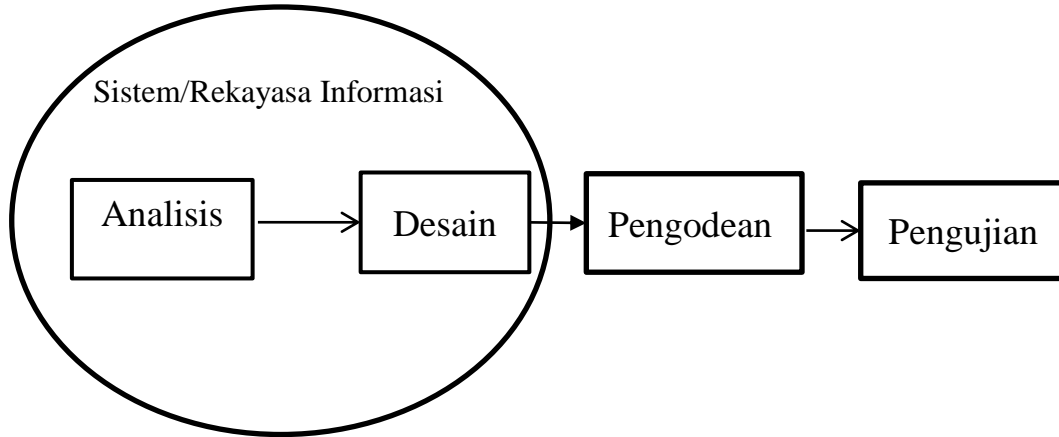 Sistem/Rekayasa Informasi
Analisis
Desain
Pengodean
Pengujian